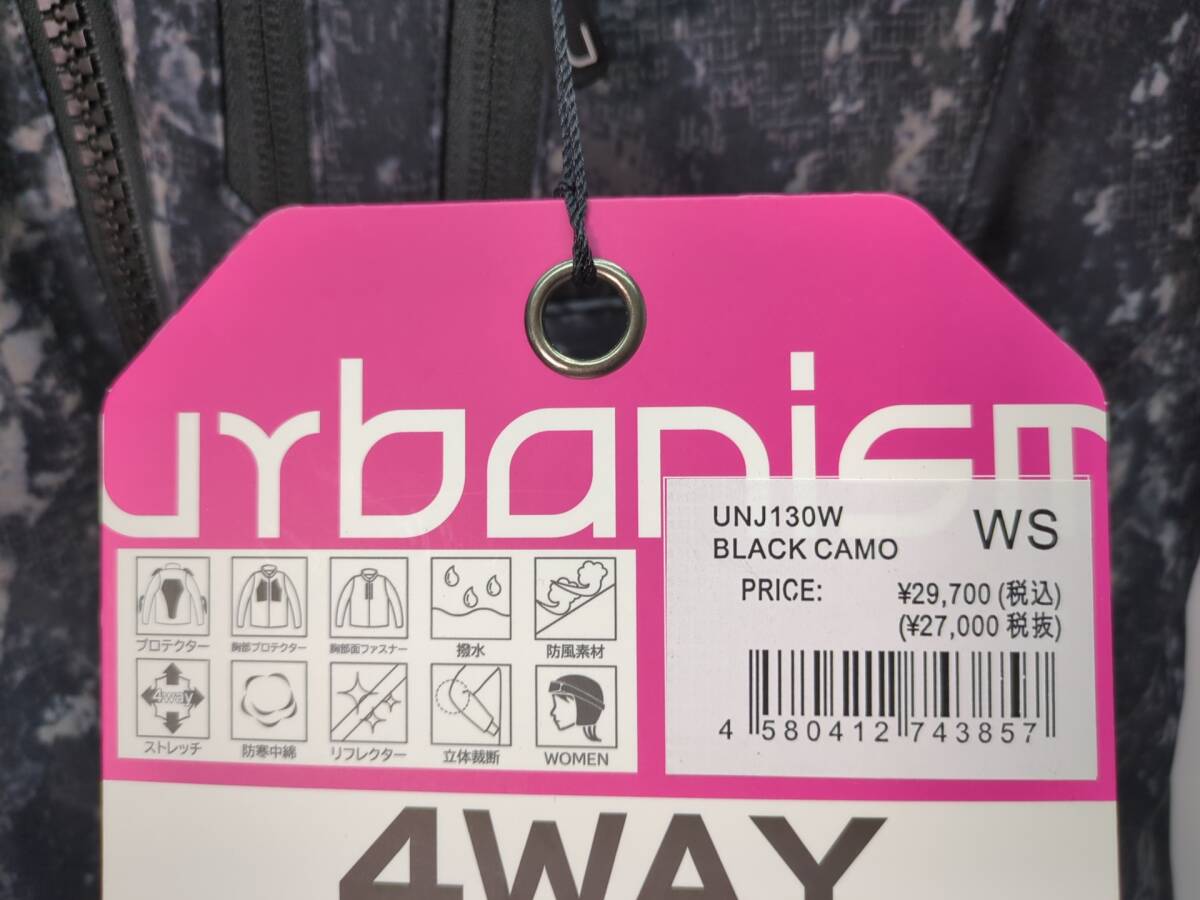 urbanism
UNJ130W
WS
BLACK CAMO
PRICE: ¥29,700 (税込)
(¥27,000 税抜)
4 580412 743857
プロテクター 胸部プロテクター 胸部面ファスナー 撥水 防風素材
4way
ストレッチ 防寒中綿 リフレクター 立体裁断 WOMEN
4WAY